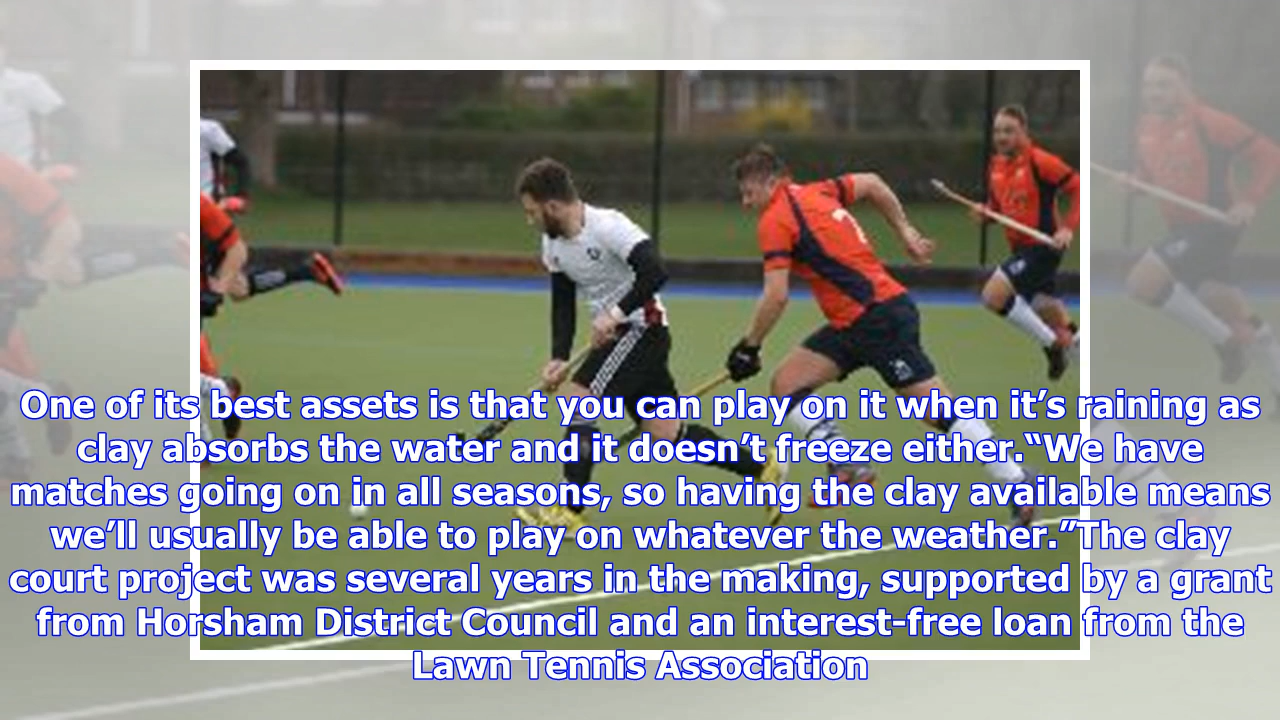 One of its best assets is that you can play on it when it’s raining as
clay absorbs the water and it doesn’t freeze either.“We have
matches going on in all seasons, so having the clay available means
we’ll usually be able to play on whatever the weather.”The clay
court project was several years in the making, supported by a grant
from Horsham District Council and an interest-free loan from the
Lawn Tennis Association